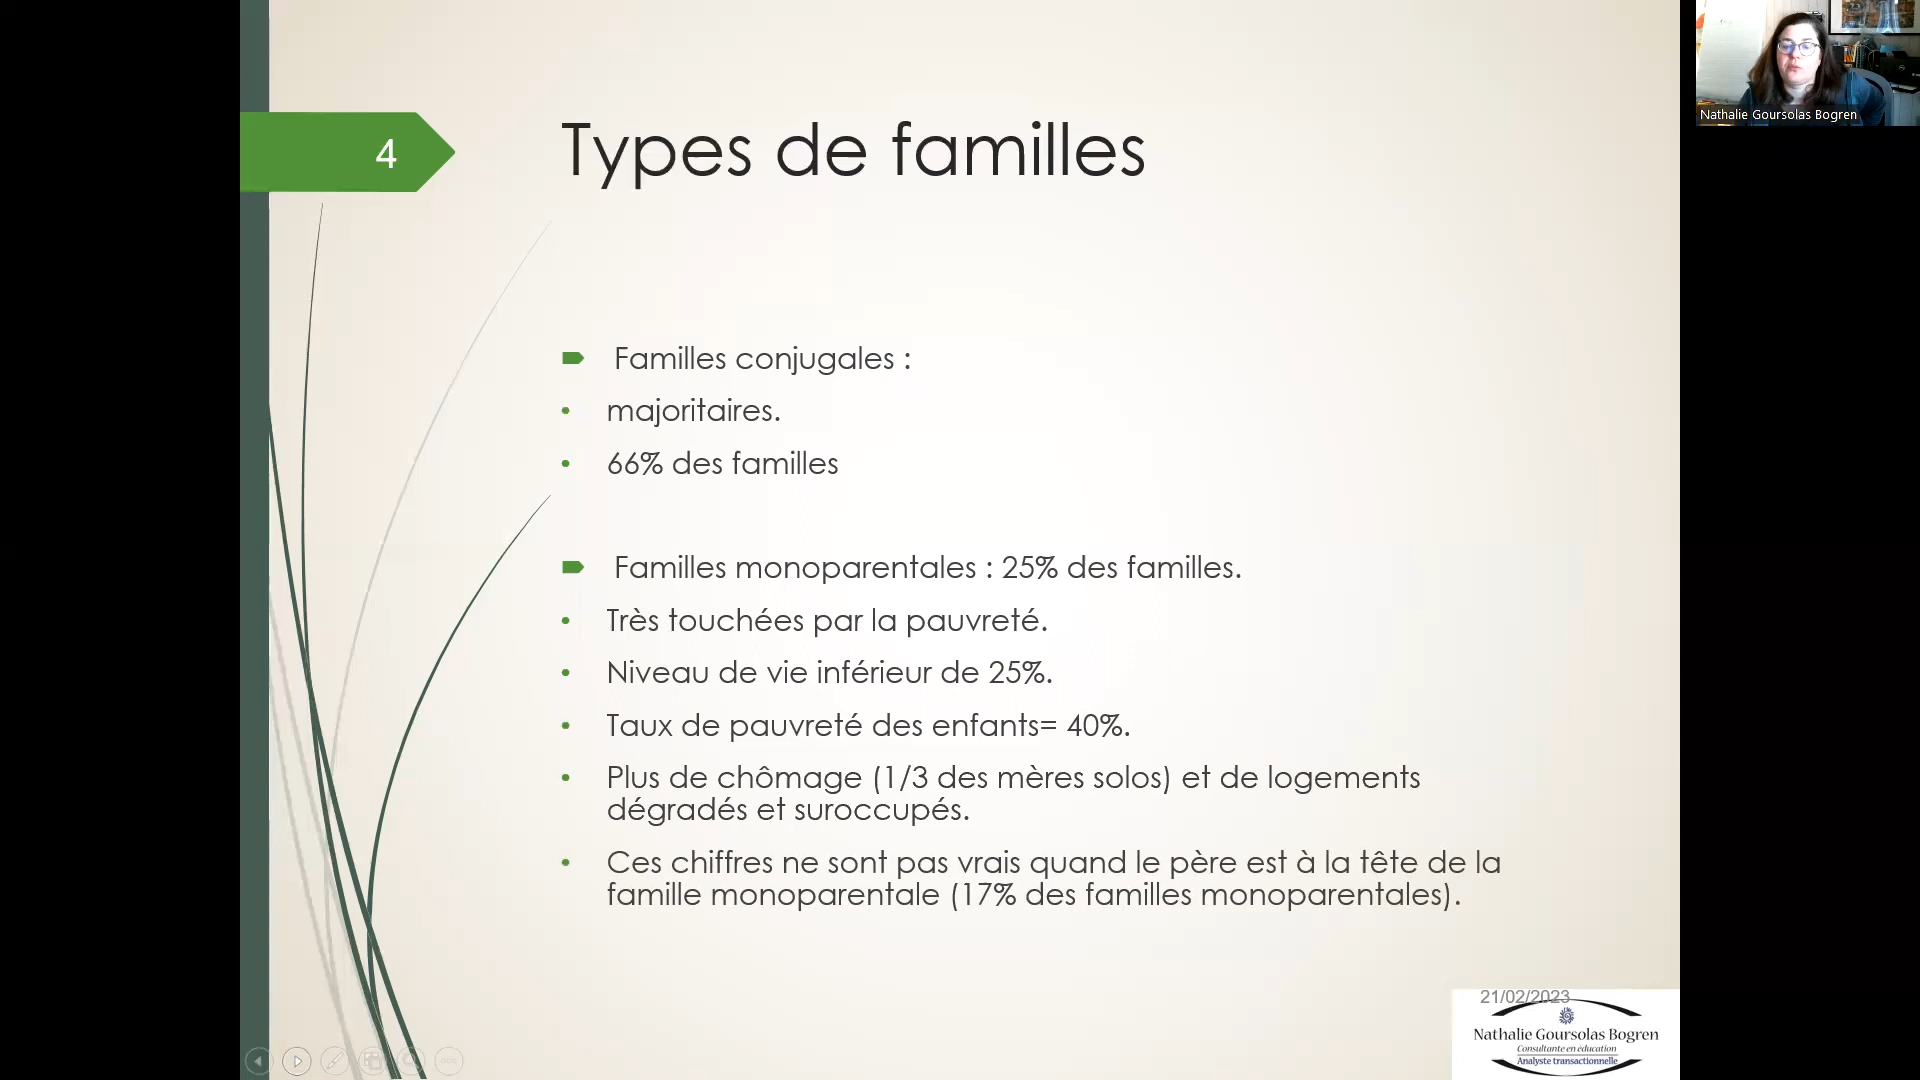 4
Types de familles
Nathalie Goursolas Bogren
Familles conjugales :
majoritaires.
66% des familles
Familles monoparentales : 25% des familles.
Très touchées par la pauvreté.
Niveau de vie inférieur de 25%.
Taux de pauvreté des enfants= 40%.
Plus de chômage (1/3 des mères solos) et de logements
dégradés et suroccupés.
Ces chiffres ne sont pas vrais quand le père est à la tête de la
famille monoparentale (17% des familles monoparentales).
21/02/2023
Nathalie Goursolas Bogren
Consultante en éducation
Analyste transactionnelle